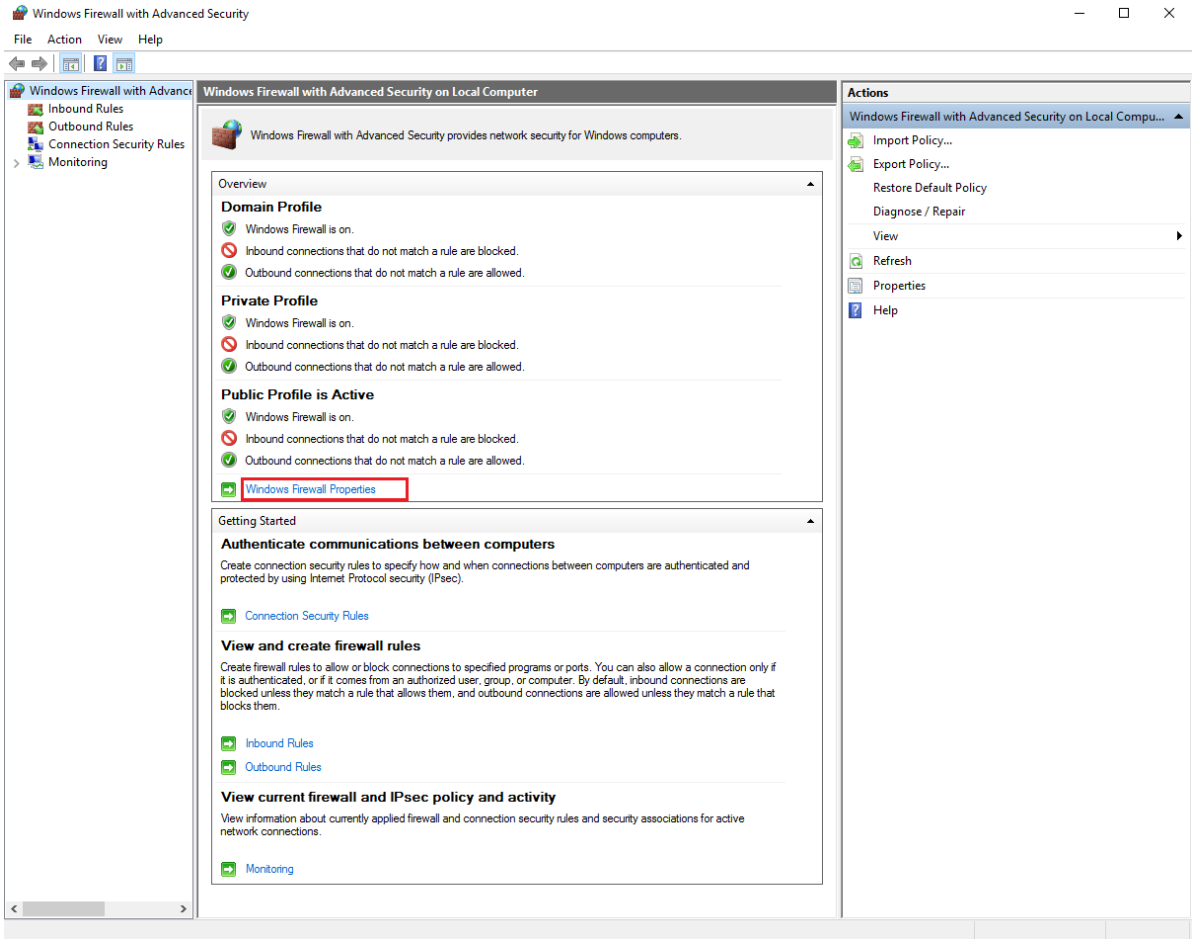 Windows Firewall with Advanced Security
File Action View Help
Windows Firewall with Advance
Inbound Rules
Outbound Rules
Connection Security Rules
Monitoring
Windows Firewall with Advanced Security on Local Computer
Windows Firewall with Advanced Security provides network security for Windows computers.
Overview
Domain Profile
Windows Firewall is on.
Inbound connections that do not match a rule are blocked.
Outbound connections that do not match a rule are allowed.
Private Profile
Windows Firewall is on.
Inbound connections that do not match a rule are blocked.
Outbound connections that do not match a rule are allowed.
Public Profile is Active
Windows Firewall is on.
Inbound connections that do not match a rule are blocked.
Outbound connections that do not match a rule are allowed.
Windows Firewall Properties
Getting Started
Authenticate communications between computers
Create connection security rules to specify how and when connections between computers are authenticated and
protected by using Internet Protocol security (IPsec).
Connection Security Rules
View and create firewall rules
Create firewall rules to allow or block connections to specified programs or ports. You can also allow a connection only if
it is authenticated, or if it comes from an authorized user, group, or computer. By default, inbound connections are
blocked unless they match a rule that allows them, and outbound connections are allowed unless they match a rule that
blocks them.
Inbound Rules
Outbound Rules
View current firewall and IPsec policy and activity
View information about currently applied firewall and connection security rules and security associations for active
network connections.
Monitoring
Actions
Windows Firewall with Advanced Security on Local Compu...
Import Policy...
Export Policy...
Restore Default Policy
Diagnose / Repair
View
Refresh
Properties
Help